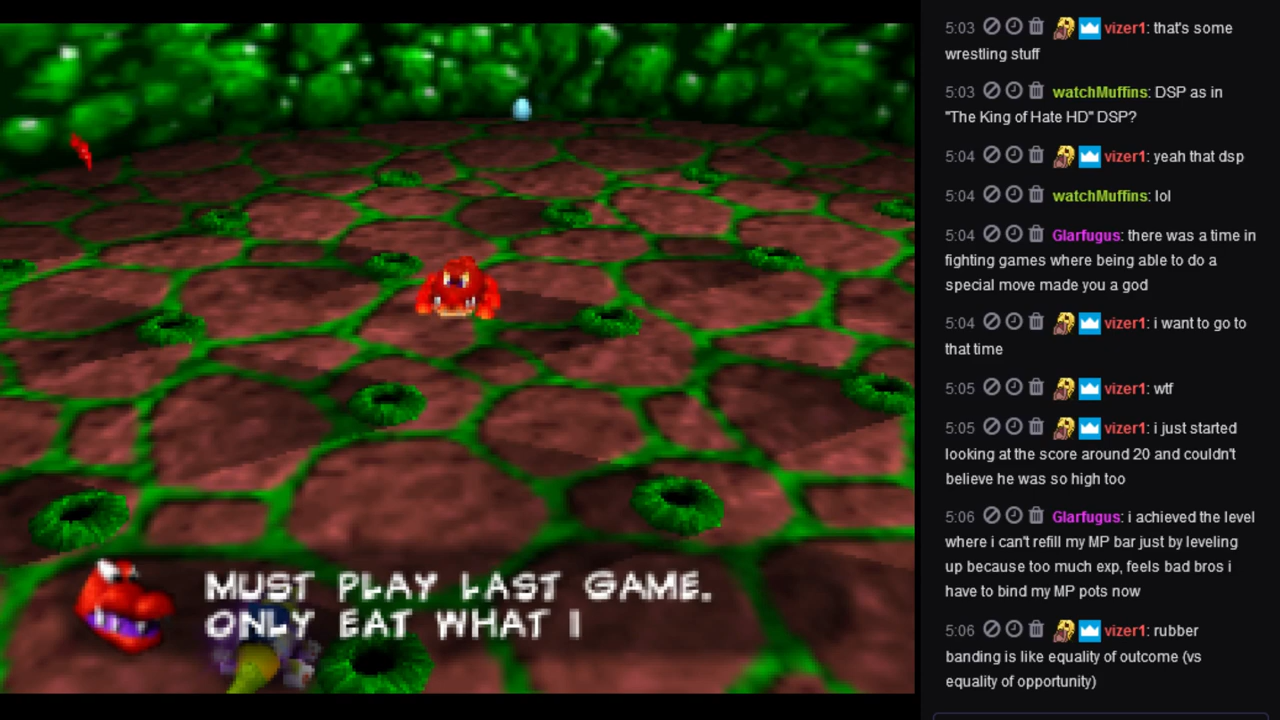 MUST PLAY LAST GAME.
ONLY EAT WHAT I
5:03 vizer1: that's some
wrestling stuff
5:03 watchMuffins: DSP as in
"The King of Hate HD" DSP?
5:04 vizer1: yeah that dsp
5:04 watchMuffins: lol
5:04 Glarfugus: there was a time in
fighting games where being able to do a
special move made you a god
5:04 vizer1: i want to go to
that time
5:05 vizer1: wtf
5:05 vizer1: i just started
looking at the score around 20 and couldn't
believe he was so high too
5:06 Glarfugus: i achieved the level
where i can't refill my MP bar just by leveling
up because too much exp, feels bad bros i
have to bind my MP pots now
5:06 vizer1: rubber
banding is like equality of outcome (vs
equality of opportunity)